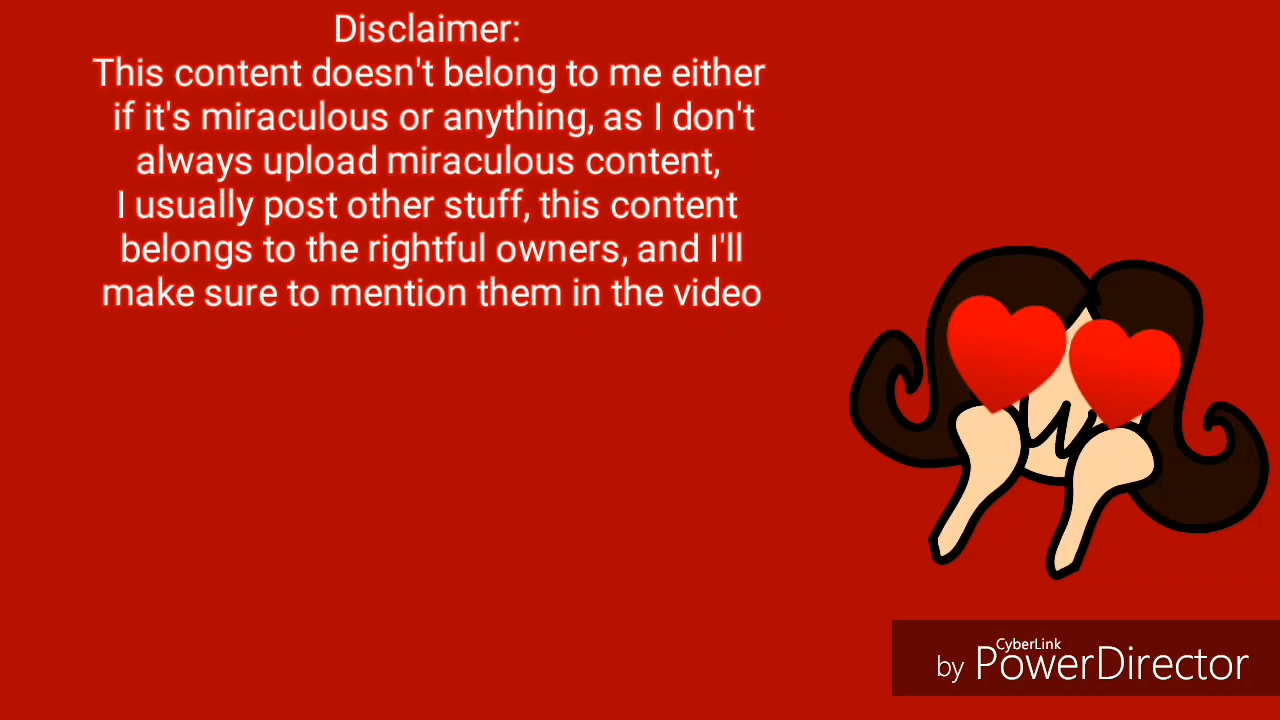 Disclaimer:
This content doesn't belong to me either
if it's miraculous or anything, as I don't
always upload miraculous content,
I usually post other stuff, this content
belongs to the rightful owners, and I'll
make sure to mention them in the video
CyberLink
by PowerDirector